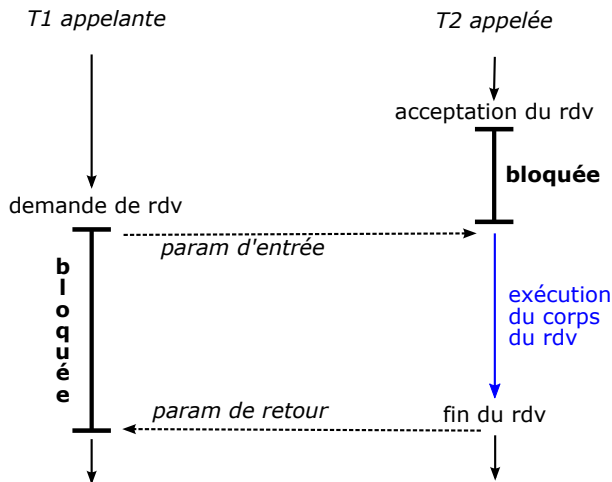 T1 appelante
T2 appelée
acceptation du rdv
bloquée
demande de rdv
param d'entrée
bloquée
exécution
du corps
du rdv
param de retour
fin du rdv